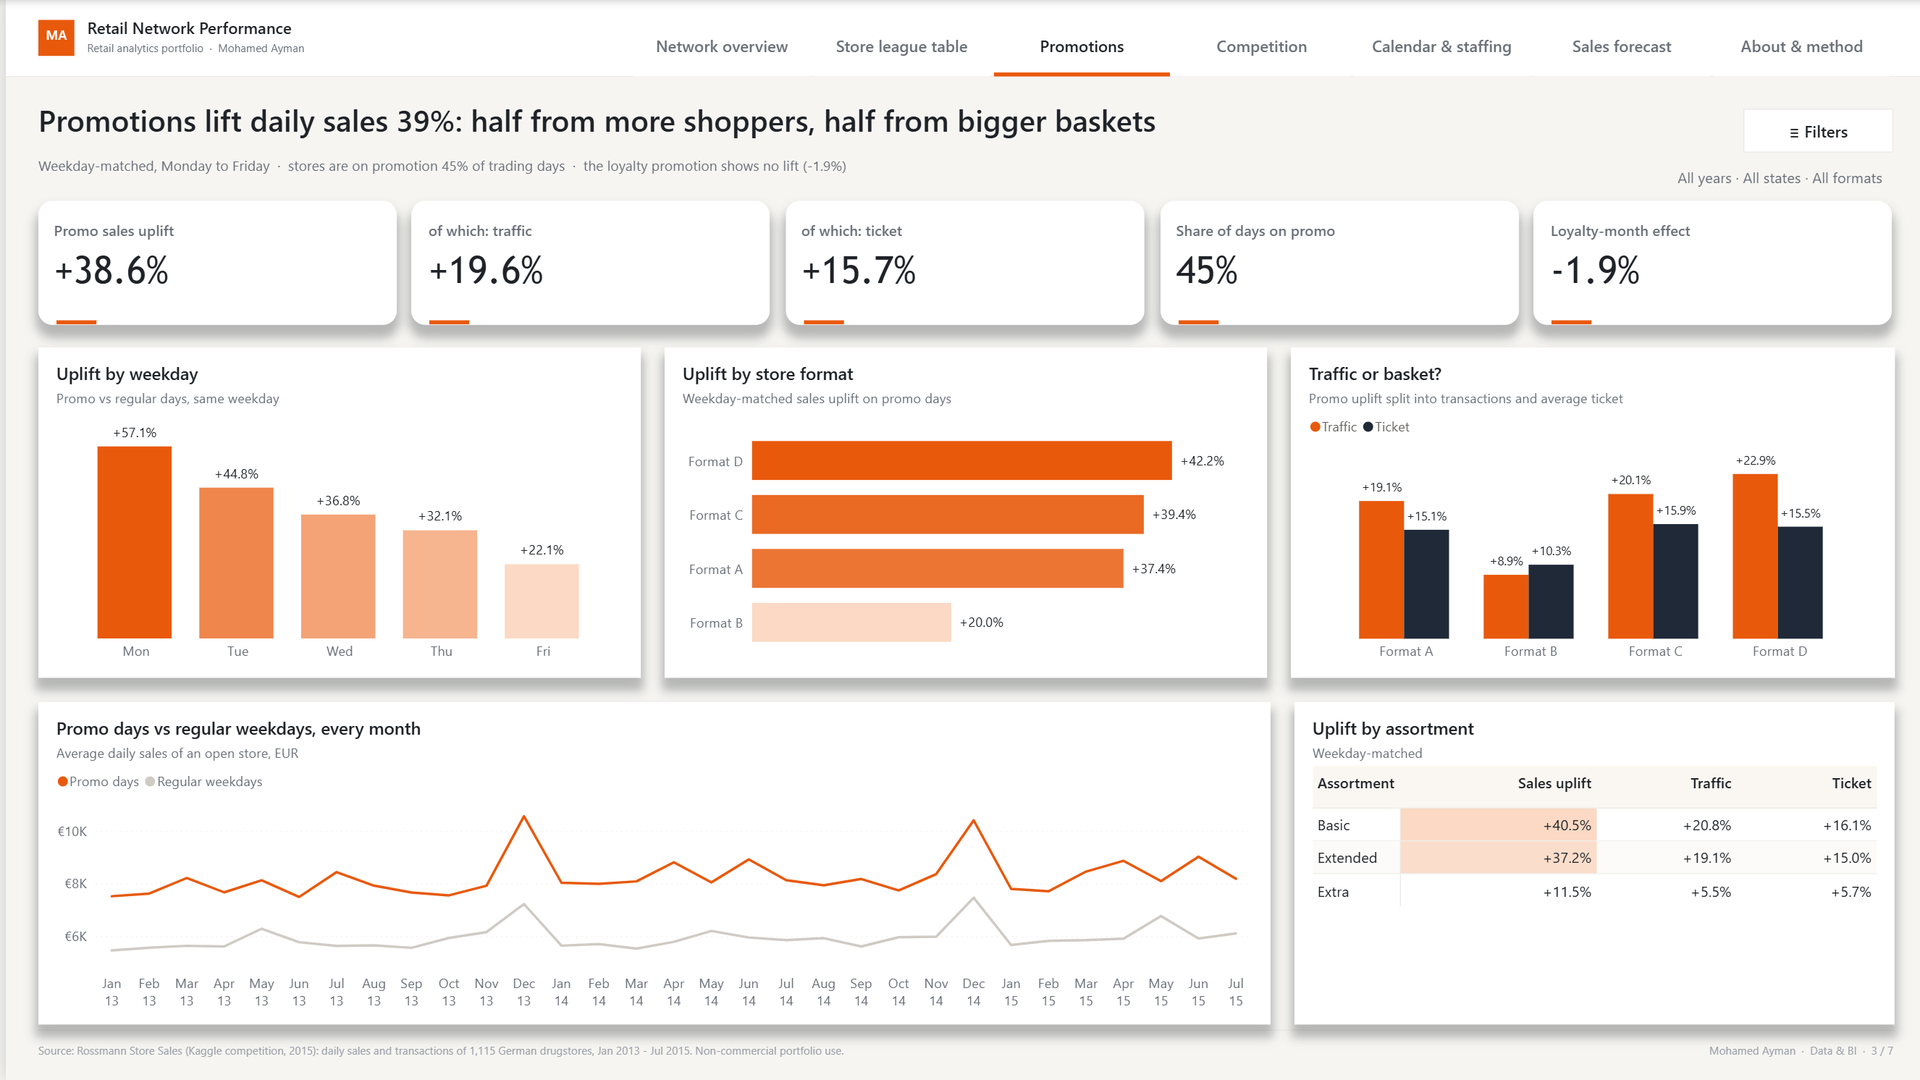 MA
Retail Network Performance
Retail analytics portfolio · Mohamed Ayman
Network overview
Store league table
Promotions
Competition
Calendar & staffing
Sales forecast
About & method
Promotions lift daily sales 39%: half from more shoppers, half from bigger baskets
Weekday-matched, Monday to Friday · stores are on promotion 45% of trading days · the loyalty promotion shows no lift (-1.9%)
Filters
All years · All states · All formats
Promo sales uplift
+38.6%
of which: traffic
+19.6%
of which: ticket
+15.7%
Share of days on promo
45%
Loyalty-month effect
-1.9%
Uplift by weekday
Promo vs regular days, same weekday
+57.1%
+44.8%
+36.8%
+32.1%
+22.1%
Mon Tue Wed Thu Fri
Uplift by store format
Weekday-matched sales uplift on promo days
Format D +42.2%
Format C +39.4%
Format A +37.4%
Format B +20.0%
Traffic or basket?
Promo uplift split into transactions and average ticket
Traffic Ticket
+19.1% +15.1%
+8.9% +10.3%
+20.1% +15.9%
+22.9% +15.5%
Format A Format B Format C Format D
Promo days vs regular weekdays, every month
Average daily sales of an open store, EUR
Promo days Regular weekdays
€10K
€8K
€6K
Jan Feb Mar Apr May Jun Jul Aug Sep Oct Nov Dec Jan Feb Mar Apr May Jun Jul Aug Sep Oct Nov Dec Jan Feb Mar Apr May Jun Jul
13 13 13 13 13 13 13 13 13 13 13 13 14 14 14 14 14 14 14 14 14 14 14 14 15 15 15 15 15 15 15
Uplift by assortment
Weekday-matched
Assortment Sales uplift Traffic Ticket
Basic +40.5% +20.8% +16.1%
Extended +37.2% +19.1% +15.0%
Extra +11.5% +5.5% +5.7%
Source: Rossmann Store Sales (Kaggle competition, 2015): daily sales and transactions of 1,115 German drugstores, Jan 2013 - Jul 2015. Non-commercial portfolio use.
Mohamed Ayman · Data & BI · 3 / 7